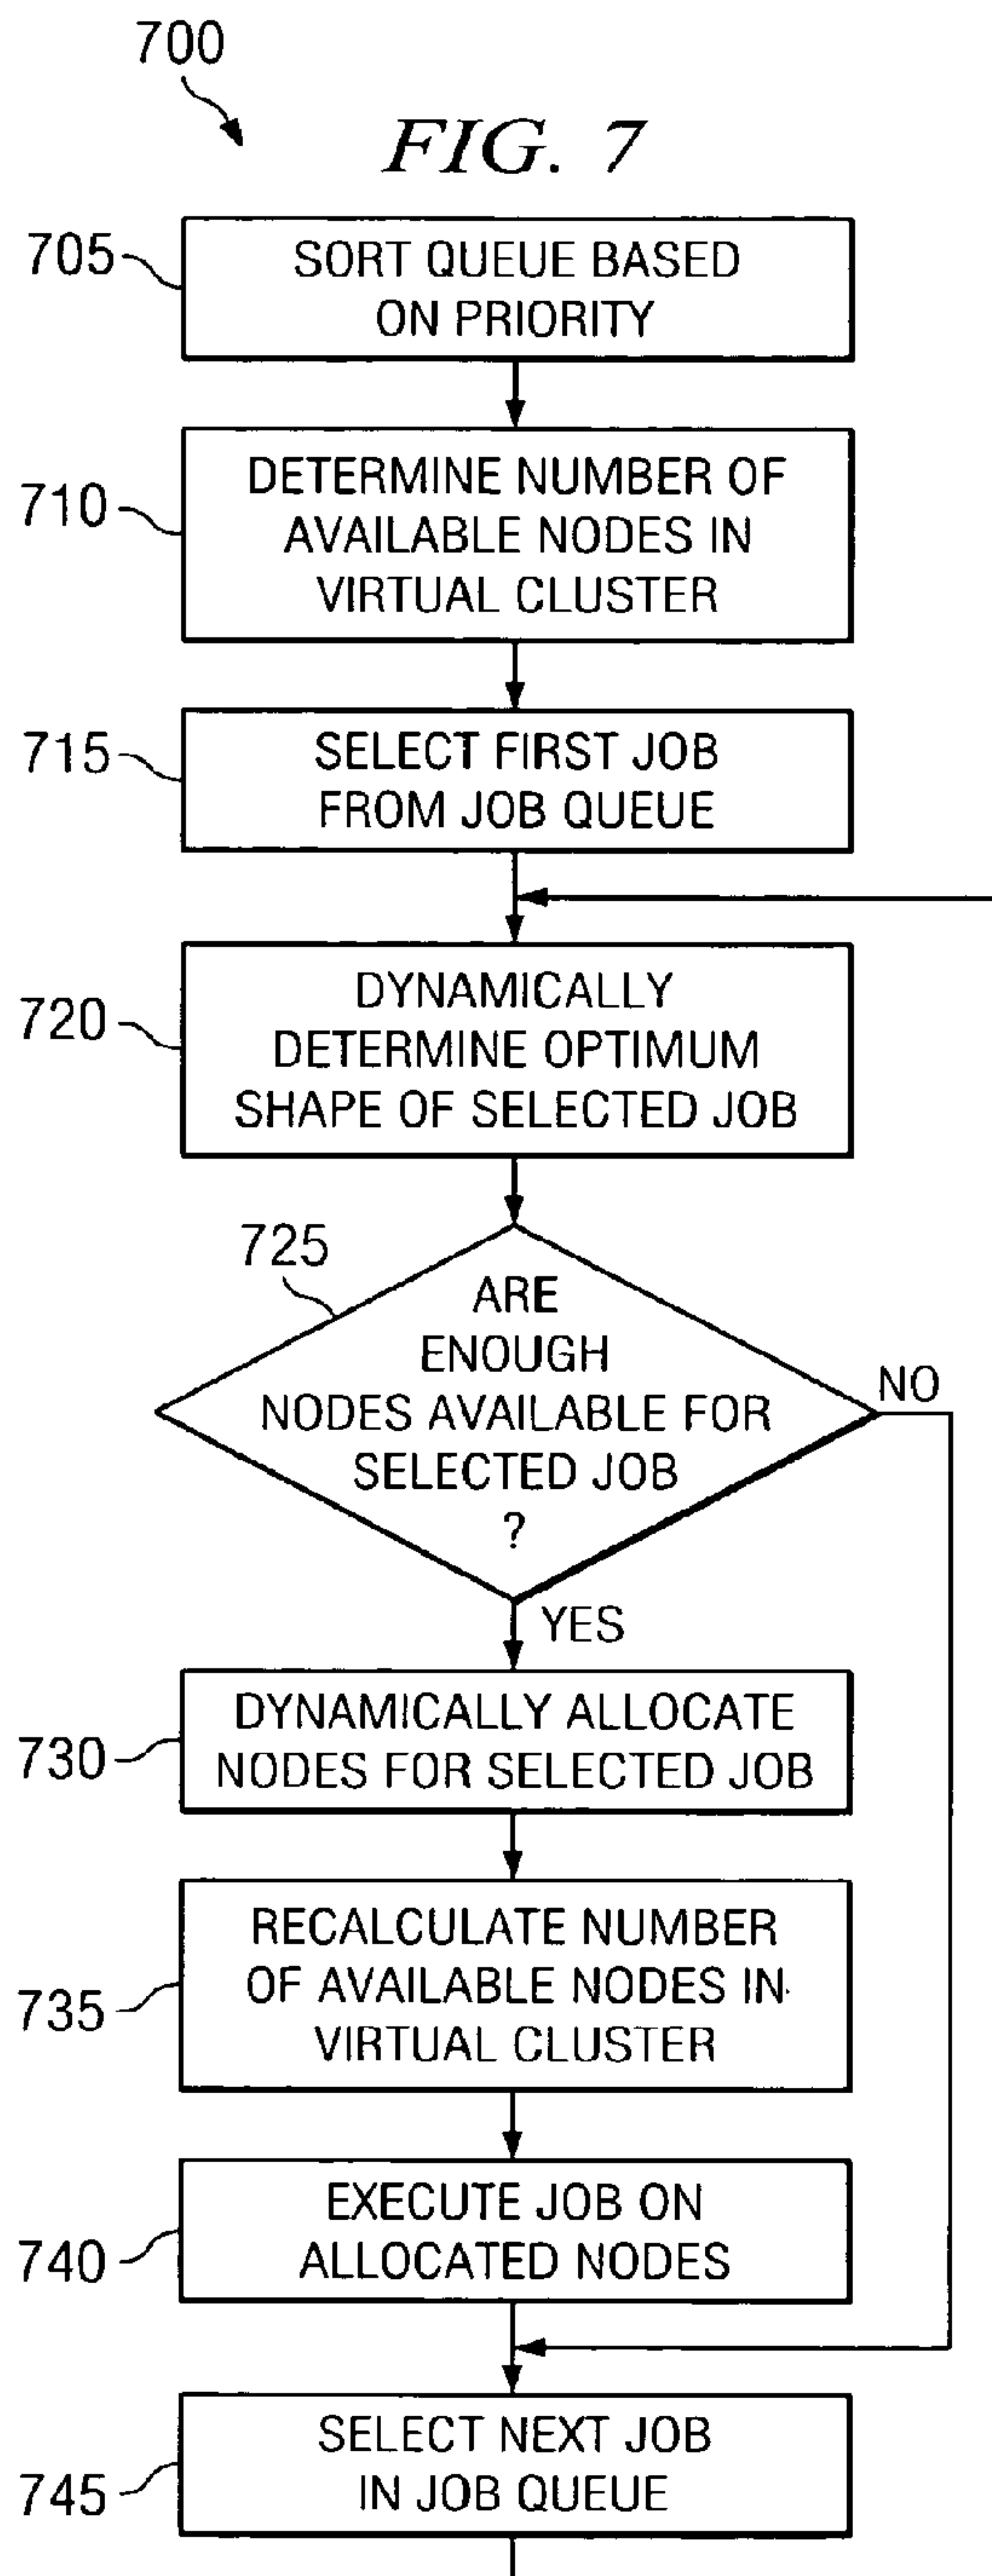 700
FIG. 7
705
SORT QUEUE BASED
ON PRIORITY
710
DETERMINE NUMBER OF
AVAILABLE NODES IN
VIRTUAL CLUSTER
715
SELECT FIRST JOB
FROM JOB QUEUE
720
DYNAMICALLY
DETERMINE OPTIMUM
SHAPE OF SELECTED JOB
725
ARE
ENOUGH
NODES AVAILABLE FOR
SELECTED JOB
?
NO
YES
730
DYNAMICALLY ALLOCATE
NODES FOR SELECTED JOB
735
RECALCULATE NUMBER
OF AVAILABLE NODES IN
VIRTUAL CLUSTER
740
EXECUTE JOB ON
ALLOCATED NODES
745
SELECT NEXT JOB
IN JOB QUEUE